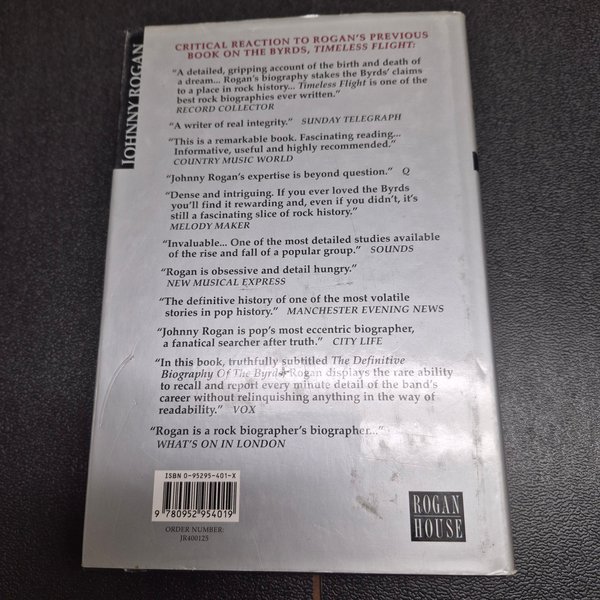 JOHNNY ROGAN
CRITICAL REACTION TO ROGAN'S PREVIOUS
BOOK ON THE BYRDS, TIMELESS FLIGHT:
"A detailed, gripping account of the birth and death of
a dream... Rogan's biography stakes the Byrds' claims
to a place in rock history... Timeless Flight is one of the
best rock biographies ever written."
RECORD COLLECTOR
"A writer of real integrity." SUNDAY TELEGRAPH
"This is a remarkable book. Fascinating reading...
Informative, useful and highly recommended."
COUNTRY MUSIC WORLD
"Johnny Rogan's expertise is beyond question." Q
"Dense and intriguing. If you ever loved the Byrds
you'll find it rewarding and, even if you didn't, it's
still a fascinating slice of rock history."
MELODY MAKER
"Invaluable... One of the most detailed studies available
of the rise and fall of a popular group." SOUNDS
"Rogan is obsessive and detail hungry."
NEW MUSICAL EXPRESS
"The definitive history of one of the most volatile
stories in pop history." MANCHESTER EVENING NEWS
"Johnny Rogan is pop's most eccentric biographer,
a fanatical searcher after truth." CITY LIFE
"In this book, truthfully subtitled The Definitive
Biography Of The Byrds, Rogan displays the rare ability
to recall and report every minute detail of the band's
career without relinquishing anything in the way of
readability." VOX
"Rogan is a rock biographer's biographer..."
WHAT'S ON IN LONDON
ISBN 0-95295-401-X
9 780952 954019
ORDER NUMBER:
JR400125
ROGAN
HOUSE